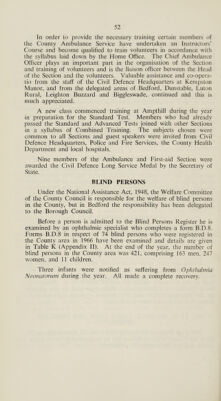 52
In order to provide the necessary training certain members of
the County Ambulance Service have undertaken an Instructors'
Course and become qualified to train volunteers in accordance with
the syllabus laid down by the Home Office. The Chief Ambulance
Officer plays an important part in the organisation of the Section
and training of volunteers and is the liaison officer between the Head
of the Section and the volunteers. Valuable assistance and co-opera-
tion from the staff of the Civil Defence Headquarters at Kempston
Manor, and from the delegated areas of Bedford, Dunstable, Luton
Rural, Leighton Buzzard and Biggleswade, continued and this is
much appreciated.
A new class commenced training at Ampthill during the year
in preparation for the Standard Test. Members who had already
passed the Standard and Advanced Tests joined with other Sections
in a syllabus of Combined Training. The subjects chosen were
common to all Sections and guest speakers were invited from Civil
Defence Headquarters, Police and Fire Services, the County Health
Department and local hospitals.
Nine members of the Ambulance and First-aid Section were
awarded the Civil Defence Long Service Medal by the Secretary of
State.
BLIND PERSONS
Under the National Assistance Act, 1948, the Welfare Committee
of the County Council is responsible for the welfare of blind persons
in the County, but in Bedford the responsibility has been delegated
to the Borough Council.
Before a person is admitted to the Blind Persons Register he is
examined by an ophthalmic specialist who completes a form B.D.8.
Forms B.D.8 in respect of 74 blind persons who were registered in
the County area in 1966 have been examined and details are given
in Table K (Appendix II). At the end of the year, the number of
blind persons in the County area was 421, comprising 163 men, 247
women, and 11 children.
Three infants were notified as suffering from Ophthalmia
Neonatorum during the year. All made a complete recovery.